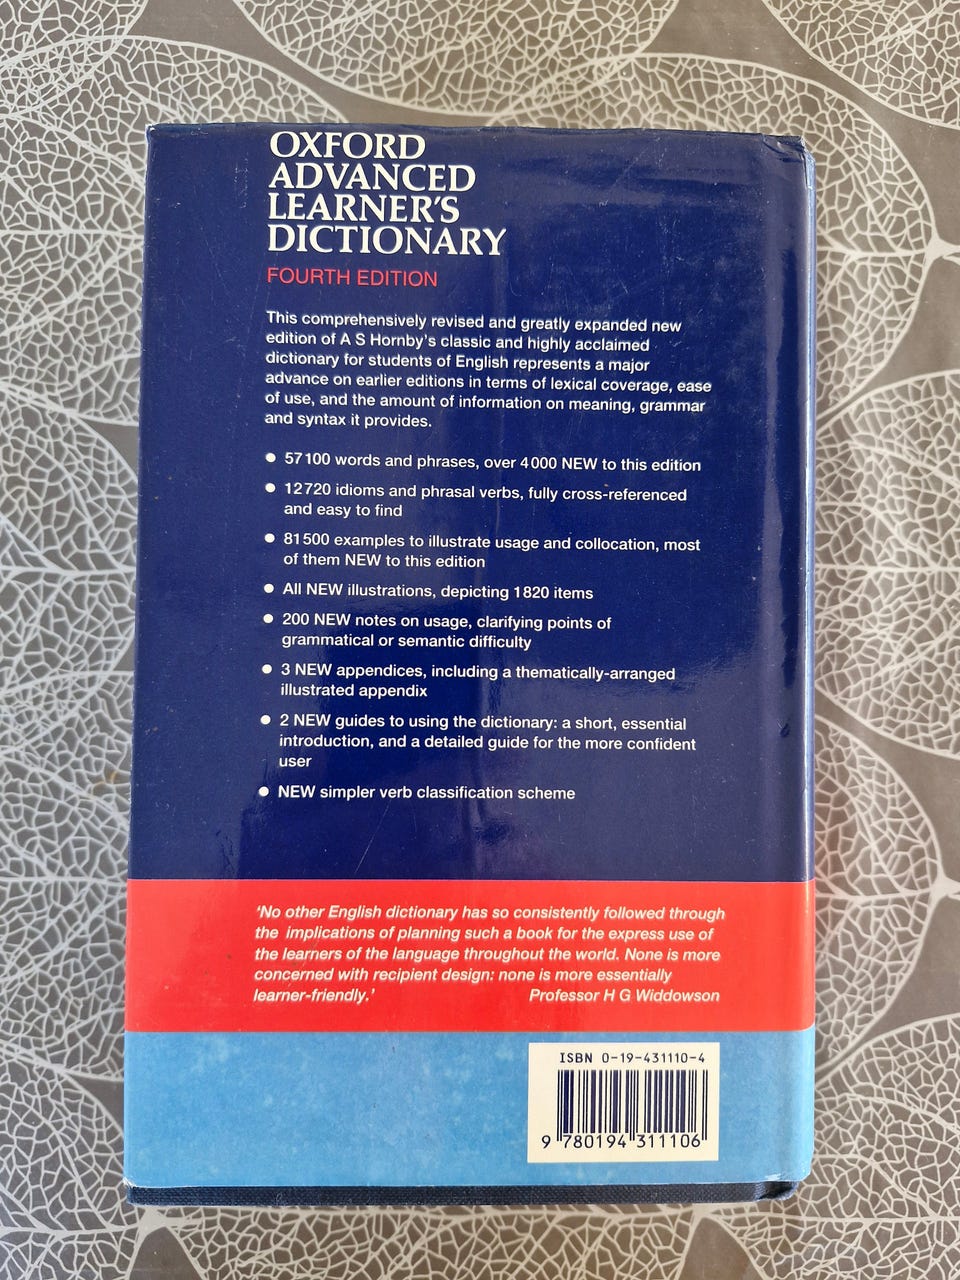 OXFORD
ADVANCED
LEARNER'S
DICTIONARY
FOURTH EDITION
This comprehensively revised and greatly expanded new
edition of A S Hornby's classic and highly acclaimed
dictionary for students of English represents a major
advance on earlier editions in terms of lexical coverage, ease
of use, and the amount of information on meaning, grammar
and syntax it provides.
● 57100 words and phrases, over 4000 NEW to this edition
● 12720 idioms and phrasal verbs, fully cross-referenced
and easy to find
● 81500 examples to illustrate usage and collocation, most
of them NEW to this edition
● All NEW illustrations, depicting 1820 items
● 200 NEW notes on usage, clarifying points of
grammatical or semantic difficulty
● 3 NEW appendices, including a thematically-arranged
illustrated appendix
● 2 NEW guides to using the dictionary: a short, essential
introduction, and a detailed guide for the more confident
user
● NEW simpler verb classification scheme
'No other English dictionary has so consistently followed through
the implications of planning such a book for the express use of
the learners of the language throughout the world. None is more
concerned with recipient design: none is more essentially
learner-friendly.' Professor H G Widdowson
ISBN 0-19-431110-4
9 780194 311106